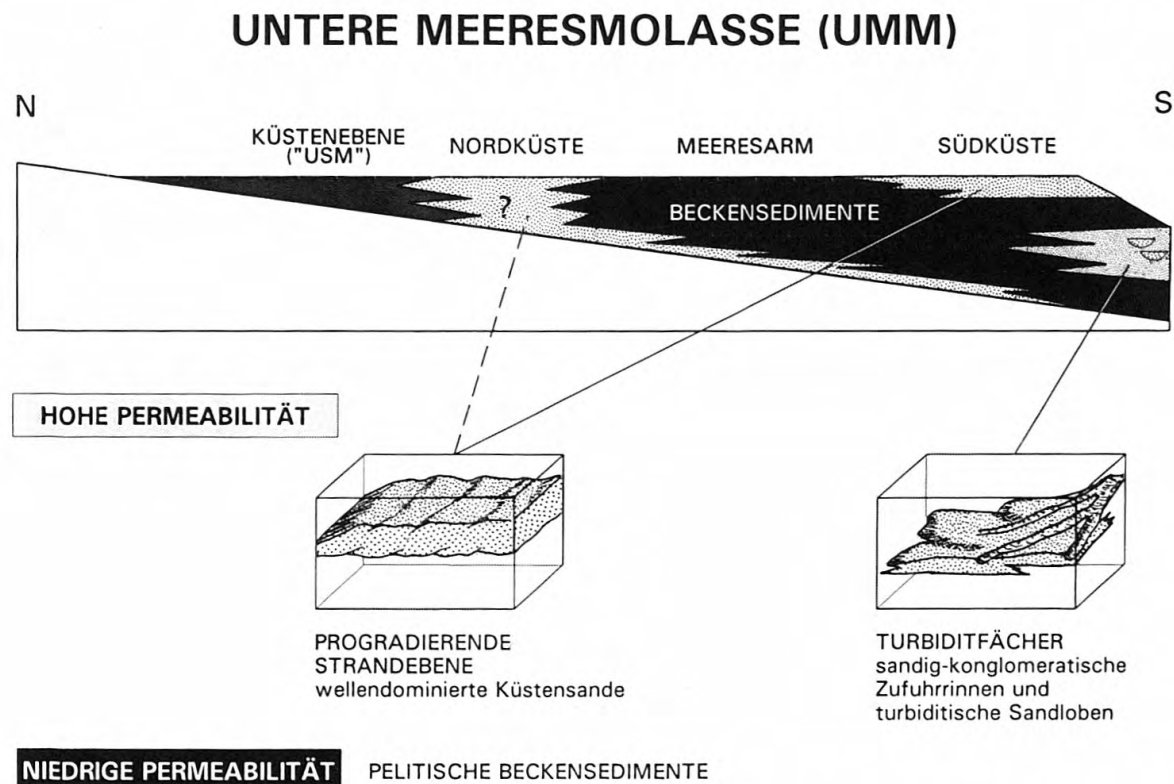 UNTERE MEERESMOLASSE (UMM)
N
S
KÜSTENEBENE
("USM")
NORDKÜSTE
MEERESARM
SÜDKÜSTE
?
BECKENSEDIMENTE
HOHE PERMEABILITÄT
PROGRADIERENDE
STRANDEBENE
wellendominierte Küstensande
TURBIDITFÄCHER
sandig-konglomeratische
Zufuhrrinnen und
turbiditische Sandloben
NIEDRIGE PERMEABILITÄT PELITISCHE BECKENSEDIMENTE